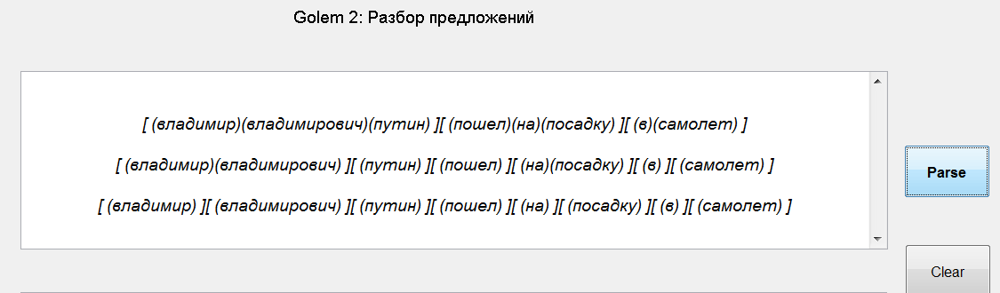 Golem 2: Разбор предложений
[ (владимир)(владимирович)(путин) ][ (пошел)(на)(посадку) ][ (в)(самолет) ]
[ (владимир)(владимирович) ][ (путин) ][ (пошел) ][ (на)(посадку) ][ (в) ][ (самолет) ]
Parse
[ (владимир) ][ (владимирович) ][ (путин) ][ (пошел) ][ (на) ][ (посадку) ][ (в) ][ (самолет) ]
Clear